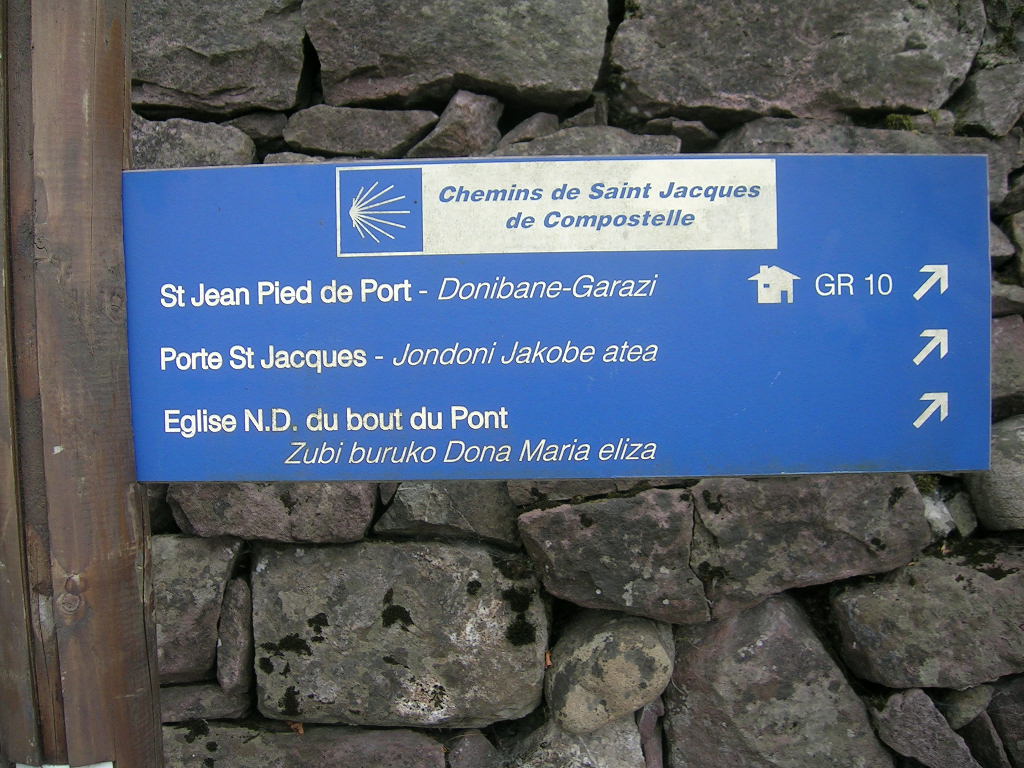 Chemins de Saint Jacques
de Compostelle
St Jean Pied de Port - Donibane-Garazi GR 10
Porte St Jacques - Jondoni Jakobe atea
Eglise N.D. du bout du Pont
Zubi buruko Dona Maria eliza